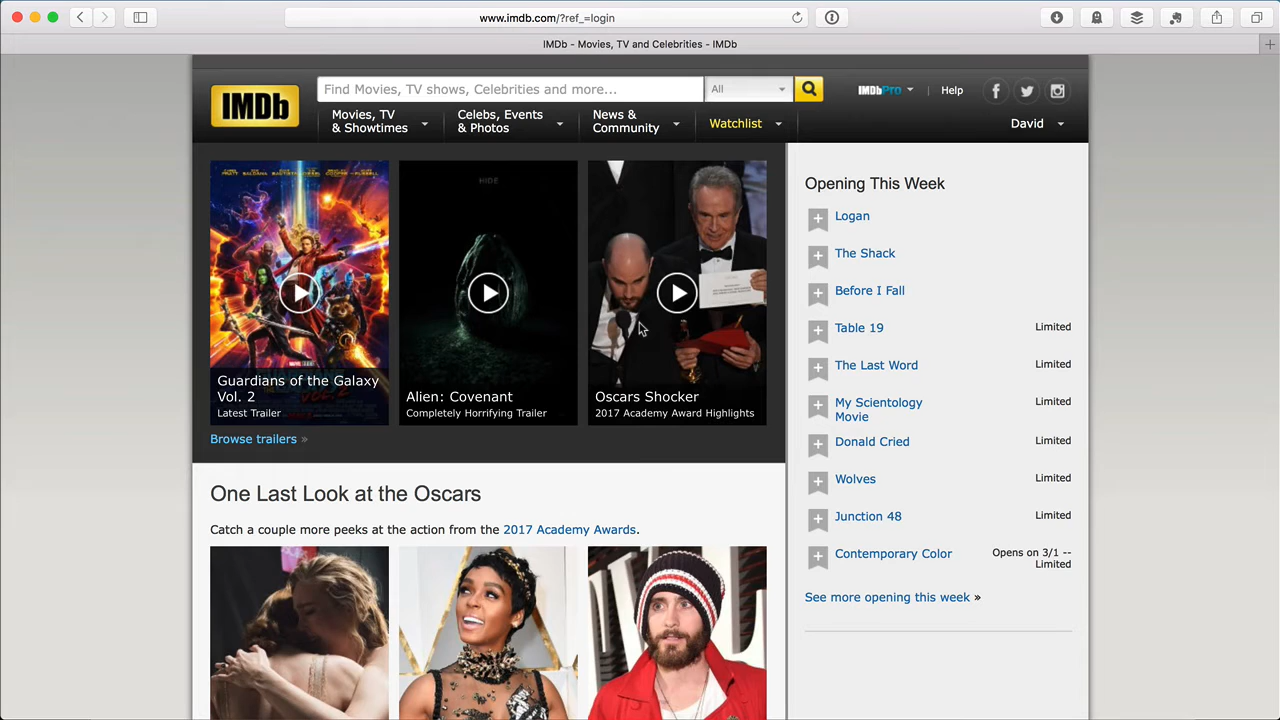 www.imdb.com/?ref_=login
IMDb - Movies, TV and Celebrities - IMDb
IMDb
Find Movies, TV shows, Celebrities and more...
All
IMDbPro
Help
Movies, TV
& Showtimes
Celebs, Events
& Photos
News &
Community
Watchlist
David
HIDE
Guardians of the Galaxy
Vol. 2
Latest Trailer
Alien: Covenant
Completely Horrifying Trailer
Oscars Shocker
2017 Academy Award Highlights
Browse trailers »
One Last Look at the Oscars
Catch a couple more peeks at the action from the 2017 Academy Awards.
Opening This Week
Logan
The Shack
Before I Fall
Table 19 Limited
The Last Word Limited
My Scientology Limited
Movie
Donald Cried Limited
Wolves Limited
Junction 48 Limited
Contemporary Color Opens on 3/1 --
Limited
See more opening this week »